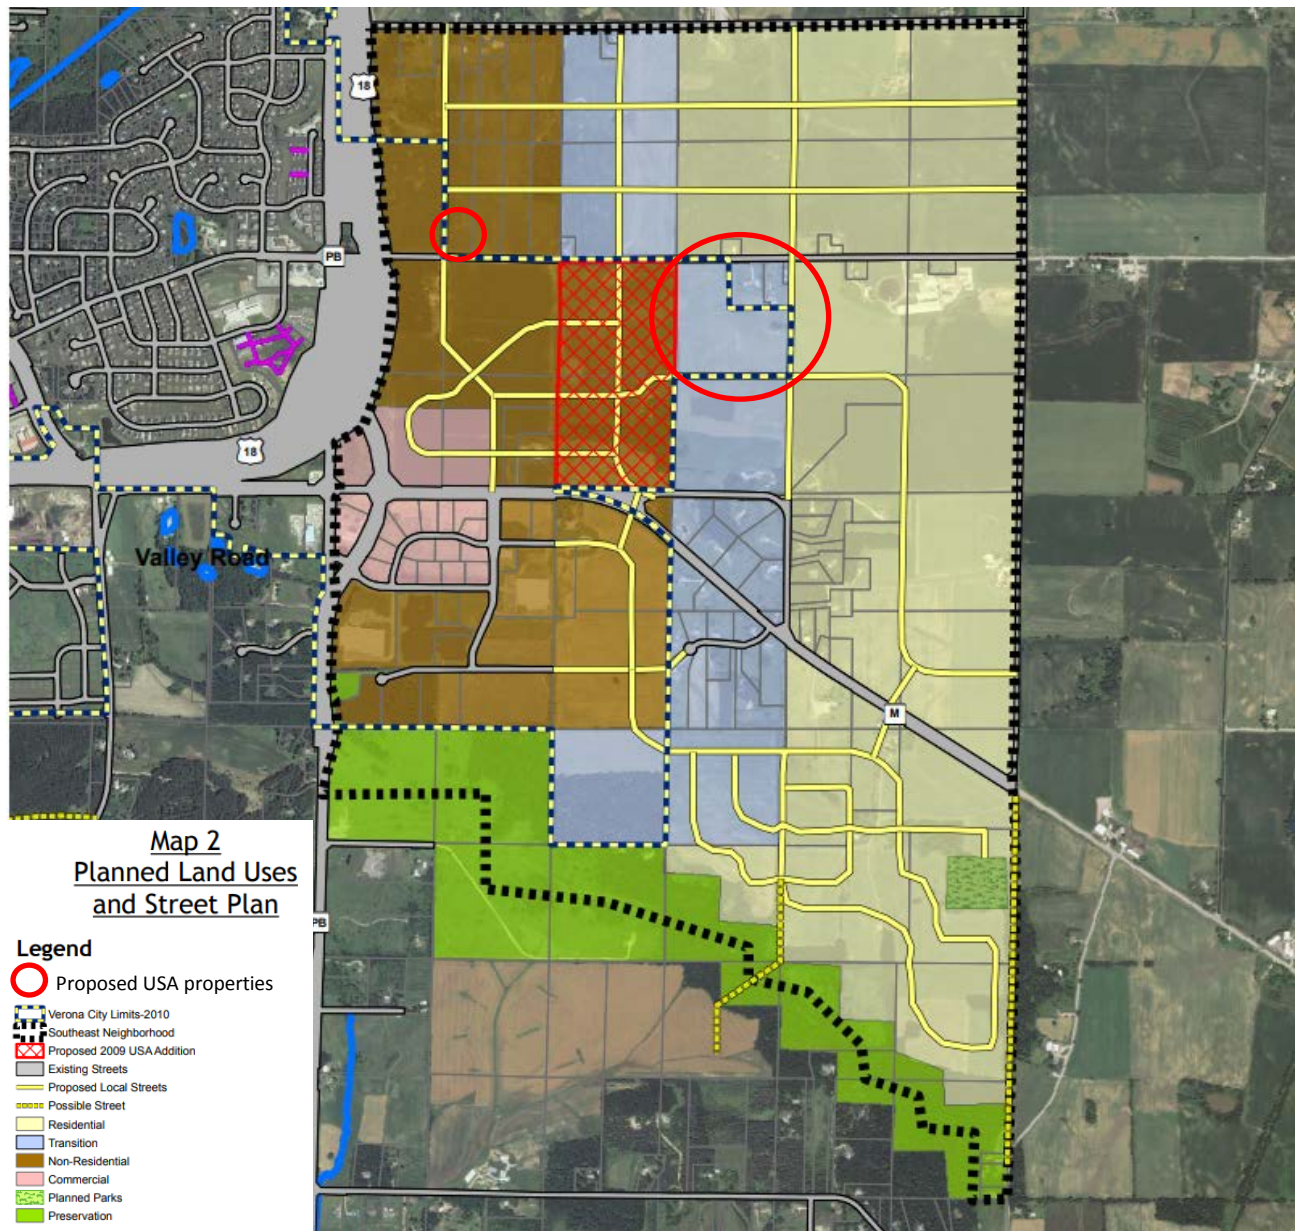 18
PB
18
Valley Road
M
Map 2
Planned Land Uses
and Street Plan
PB
Legend
Proposed USA properties
Verona City Limits-2010
Southeast Neighborhood
Proposed 2009 USA Addition
Existing Streets
Proposed Local Streets
Possible Street
Residential
Transition
Non-Residential
Commercial
Planned Parks
Preservation